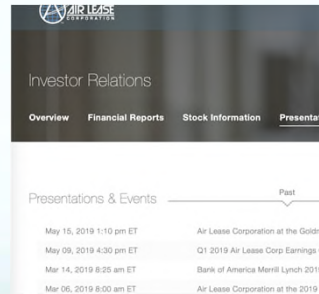 AIR LEASE
CORPORATION
Investor Relations
Overview Financial Reports Stock Information
Presentations & Events
Past
May 15, 2019 1:10 pm ET Air Lease Corporation at the
May 09, 2019 4:30 pm ET Q1 2019 Air Lease Corp Earnings
Mar 14, 2019 8:25 am ET Bank of America Merrill Lynch
Mar 06, 2019 8:00 am ET Air Lease Corporation at the 2019